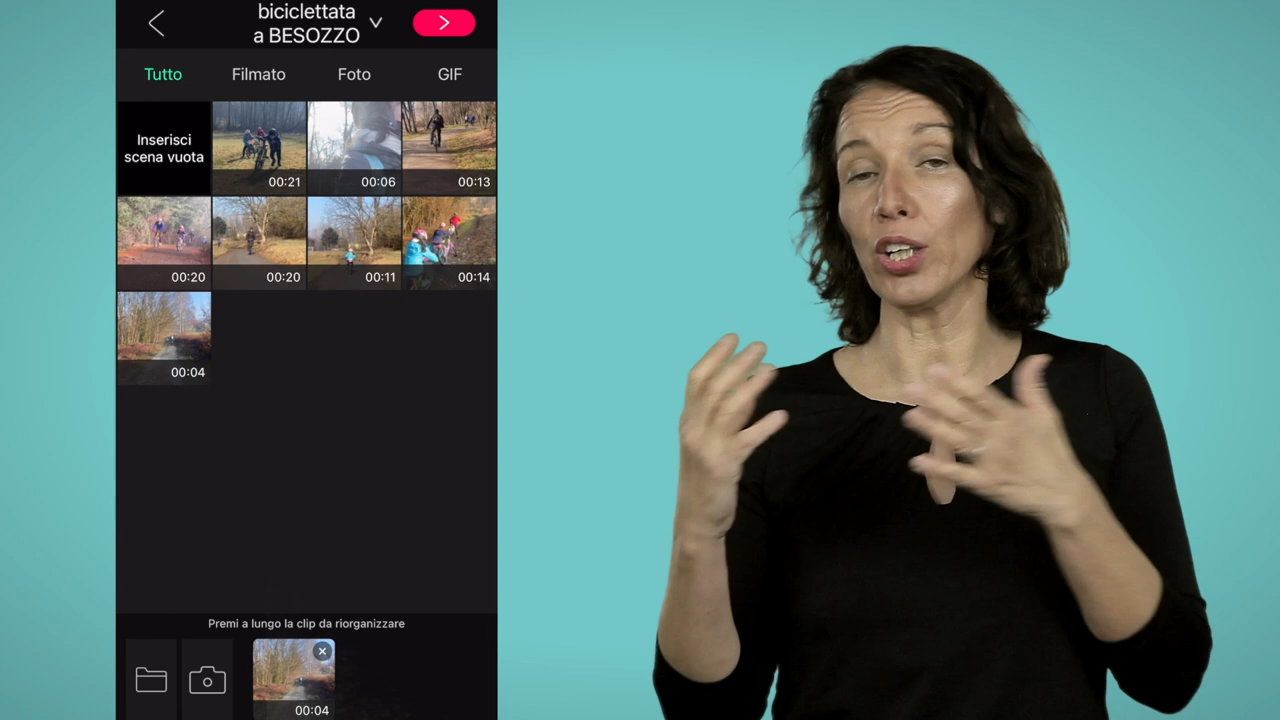 biciclettata
a BESOZZO
Tutto Filmato Foto GIF
Inserisci
scena vuota
00:21 00:06 00:13
00:20 00:20 00:11 00:14
00:04
Premi a lungo la clip da riorganizzare
00:04